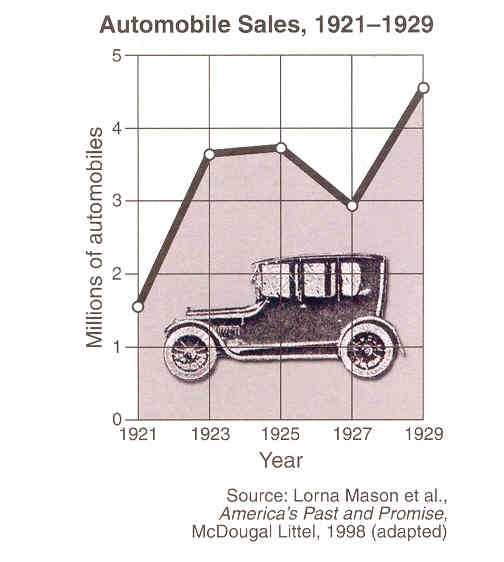 Automobile Sales, 1921–1929
Millions of automobiles
5
4
3
2
1
0
1921 1923 1925 1927 1929
Year
Source: Lorna Mason et al.,
America's Past and Promise,
McDougal Littel, 1998 (adapted)